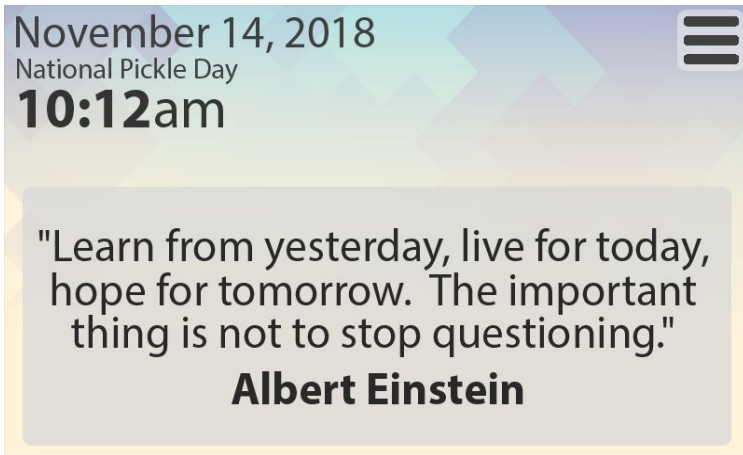 November 14, 2018
National Pickle Day
10:12am
"Learn from yesterday, live for today,
hope for tomorrow.  The important
thing is not to stop questioning."
Albert Einstein